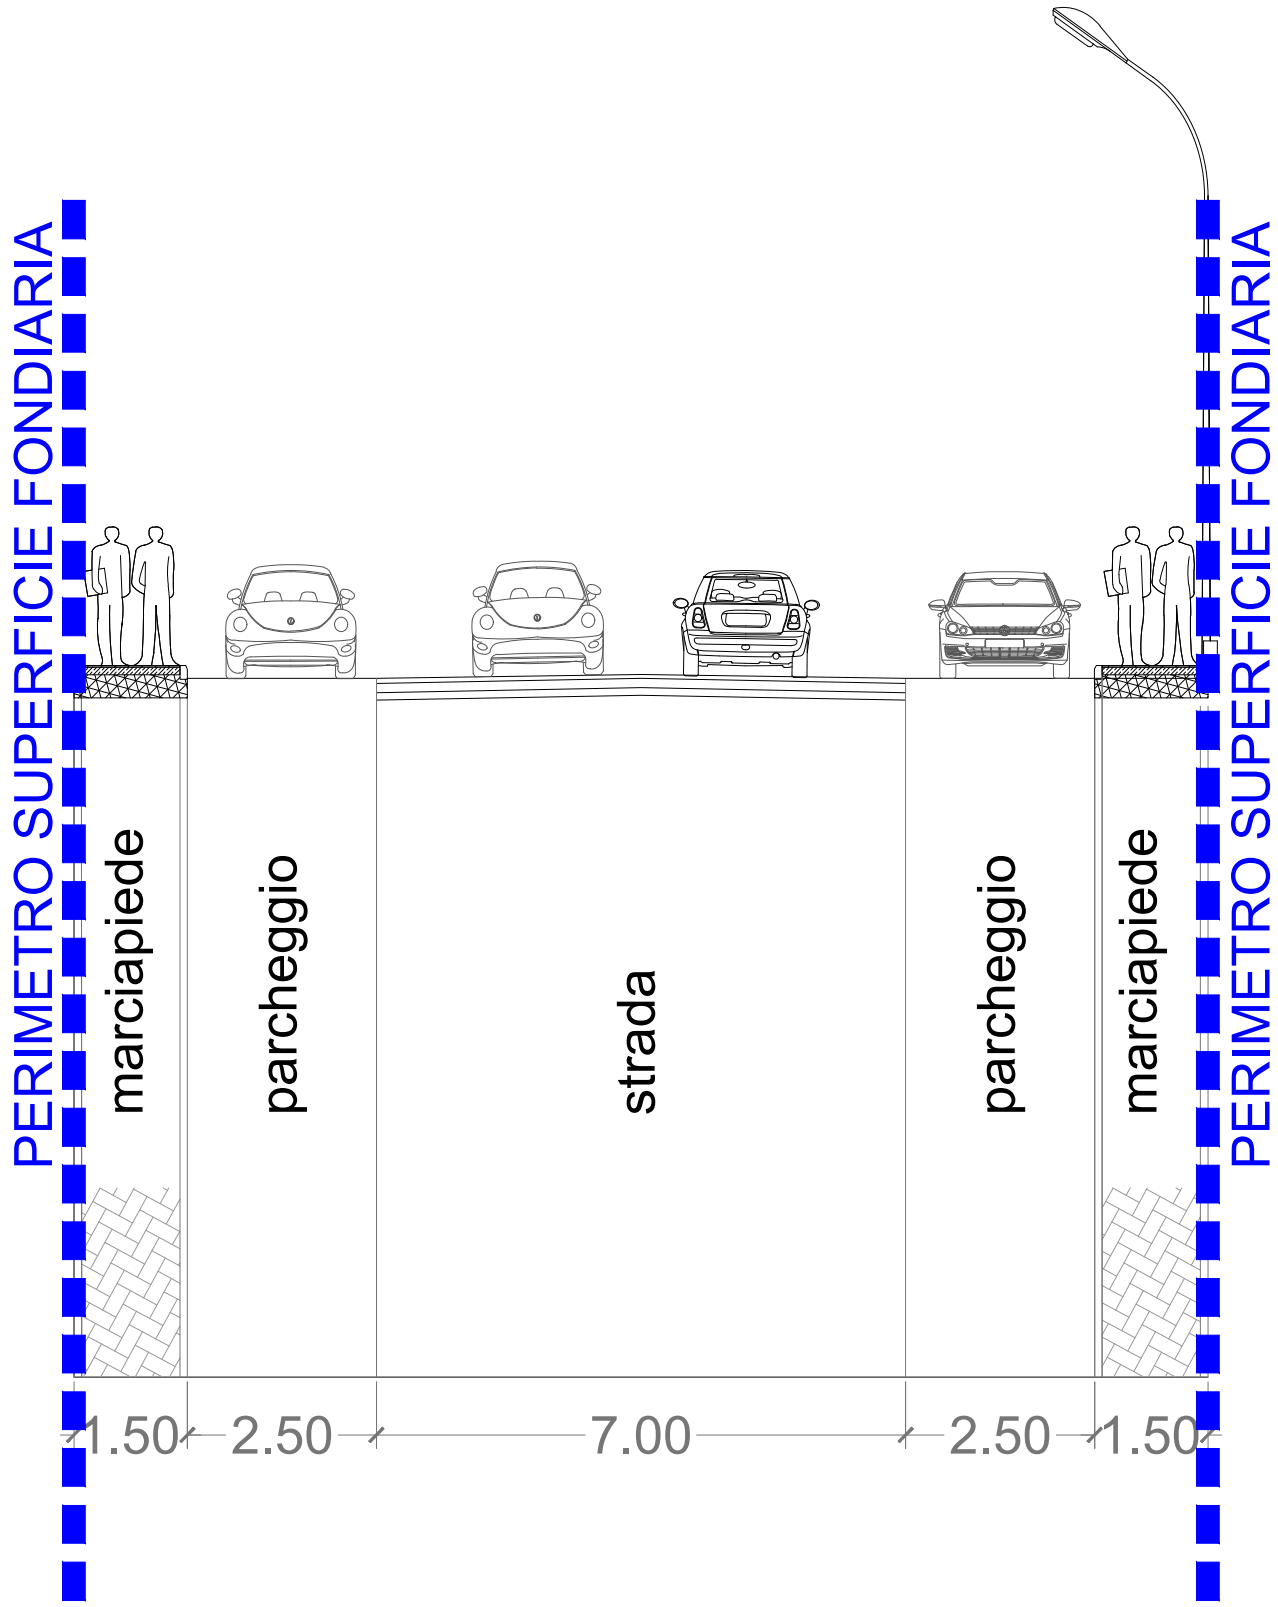 PERIMETRO SUPERFICIE FONDIARIA
marciapiede
parcheggio
strada
parcheggio
marciapiede
PERIMETRO SUPERFICIE FONDIARIA
1.50 2.50 7.00 2.50 1.50